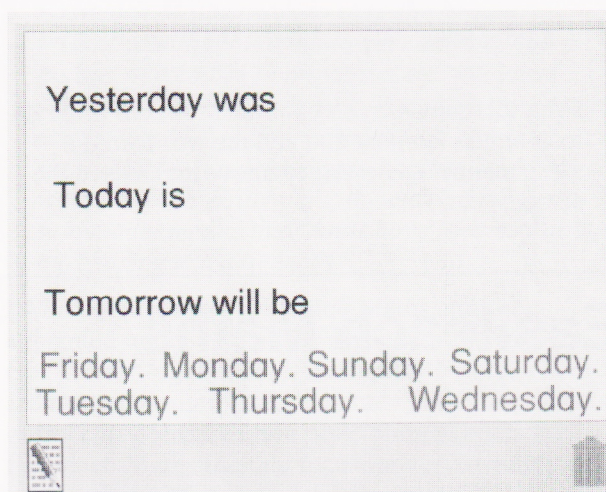 Yesterday was
Today is
Tomorrow will be
Friday. Monday. Sunday. Saturday.
Tuesday. Thursday. Wednesday.